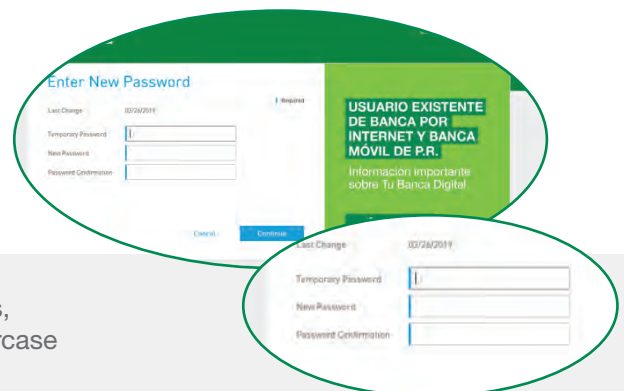 Enter New Password
Required
Last Change 03/26/2019
Temporary Password
New Password
Password Confirmation
Cancel Continue
USUARIO EXISTENTE
DE BANCA POR
INTERNET Y BANCA
MÓVIL DE P.R.
Información importante
sobre Tu Banca Digital
Last Change 03/26/2019
Temporary Password
New Password
Password Confirmation
s,
rcase